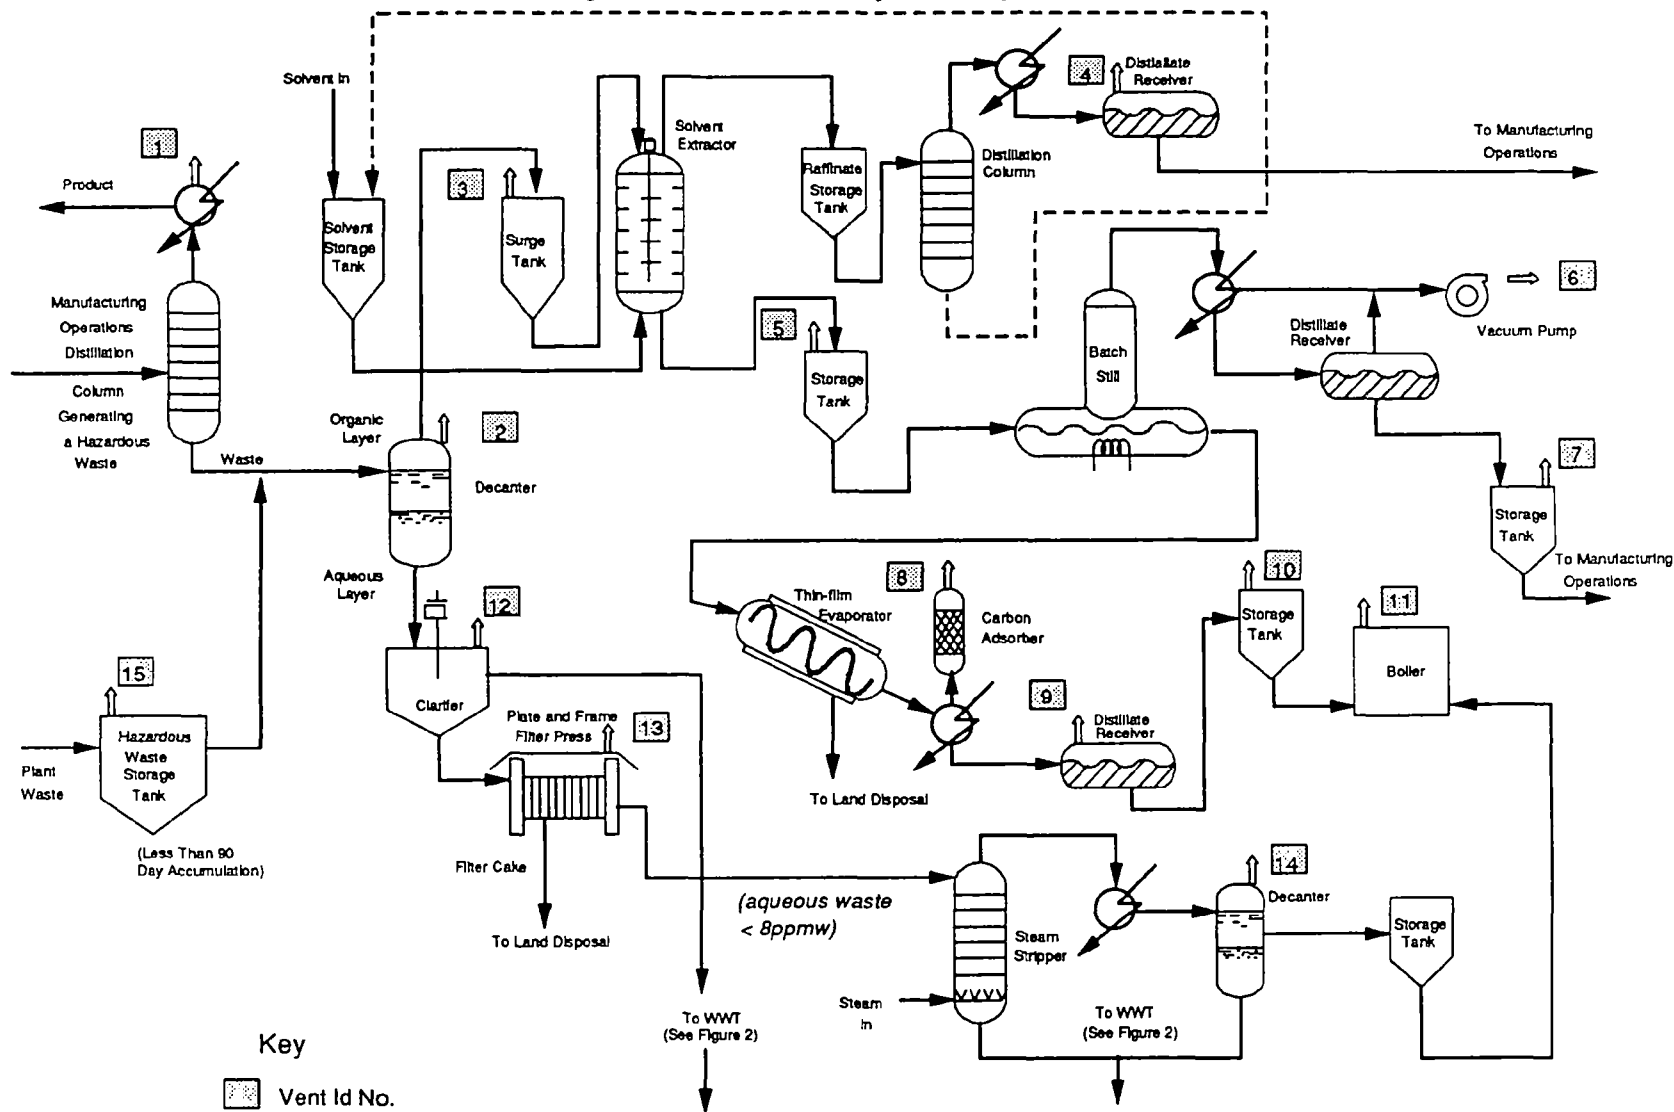 Solvent In
4
Distlallate
Receiver
1
Solvent
Extractor
To Manufacturing
Operations
Product
3
Raffinate
Storage
Tank
Distillation
Column
Solvent
Storage
Tank
Surge
Tank
6
Manufacturing
Operations
Distillation
Column
Generating
a Hazardous
Waste
5
Distillate
Receiver
Vacuum Pump
Batch
Still
Storage
Tank
Organic
Layer
2
Waste
7
Decanter
Storage
Tank
To Manufacturing
Operations
Aqueous
Layer
8
10
Thin-film
Evaporator
12
Carbon
Adsorber
Storage
Tank
11
15
Boiler
Clarifier
9
Plate and Frame
Filter Press
13
Distillate
Receiver
Hazardous
Waste
Storage
Tank
Plant
Waste
To Land Disposal
(Less Than 90
Day Accumulation)
Filter Cake
14
Decanter
(aqueous waste
< 8ppmw)
Storage
Tank
To Land Disposal
Steam
Stripper
Steam
In
To WWT
(See Figure 2)
To WWT
(See Figure 2)
Key
Vent Id No.